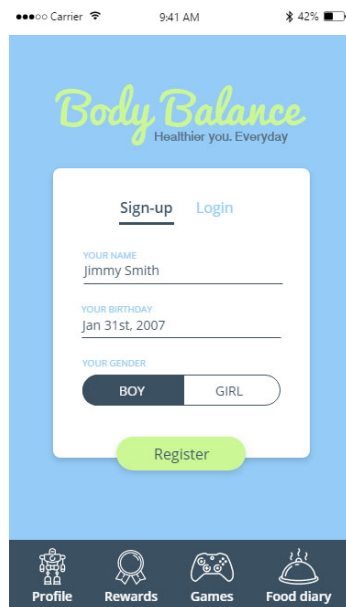 Carrier 9:41 AM 42%
Body Balance
Healthier you. Everyday
Sign-up Login
YOUR NAME
Jimmy Smith
YOUR BIRTHDAY
Jan 31st, 2007
YOUR GENDER
BOY GIRL
Register
Profile Rewards Games Food diary